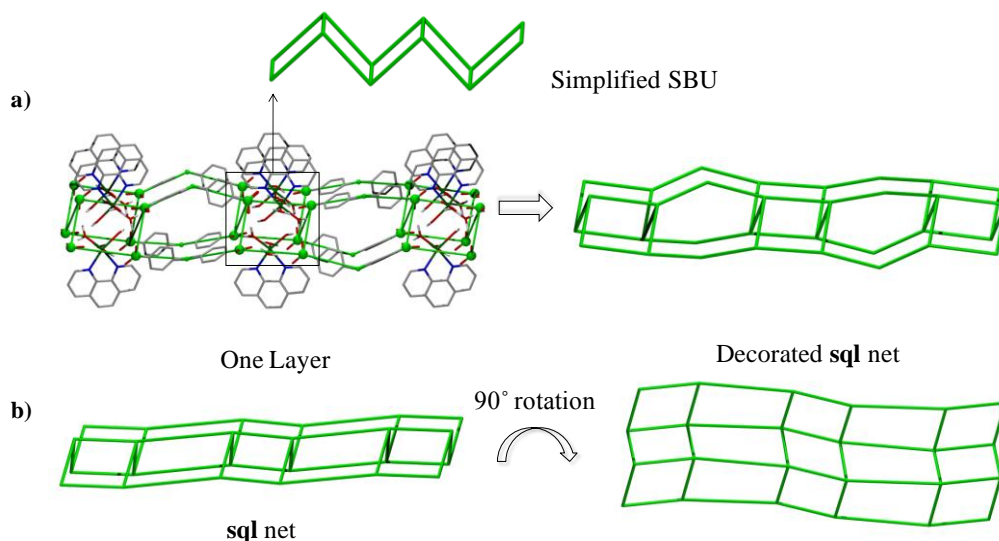 Simplified SBU
a)
One Layer
Decorated sql net
b)
90° rotation
sql net